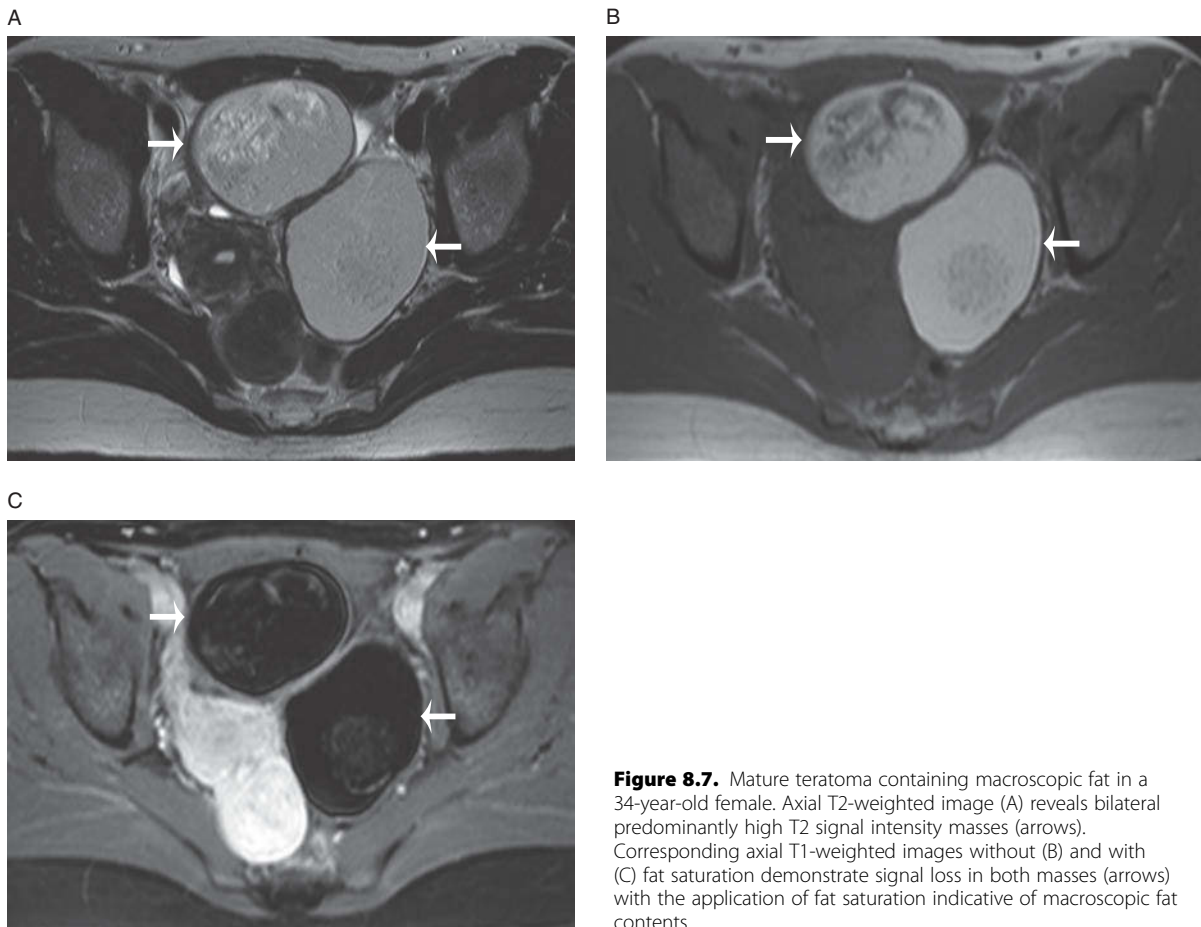 A
B
C
Figure 8.7. Mature teratoma containing macroscopic fat in a
34-year-old female. Axial T2-weighted image (A) reveals bilateral
predominantly high T2 signal intensity masses (arrows).
Corresponding axial T1-weighted images without (B) and with
(C) fat saturation demonstrate signal loss in both masses (arrows)
with the application of fat saturation indicative of macroscopic fat
contents